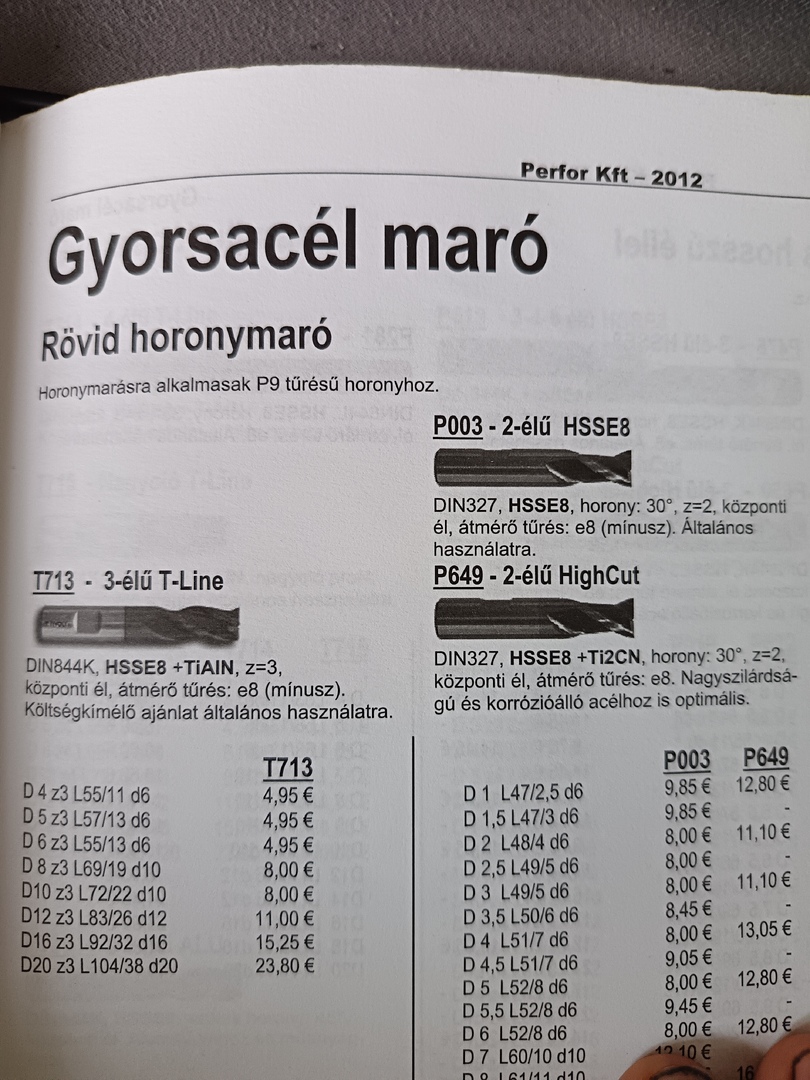 Perfor Kft – 2012
Gyorsacél maró
Rövid horonymaró
Horonymarásra alkalmasak P9 tűrésű horonyhoz.
P003 - 2-élű HSSE8
DIN327, HSSE8, horony: 30°, z=2, központi
él, átmérő tűrés: e8 (mínusz). Általános
használatra.
T713 - 3-élű T-Line
DIN844K, HSSE8 +TiAlN, z=3,
központi él, átmérő tűrés: e8 (mínusz).
Költségkímélő ajánlat általános használatra.
P649 - 2-élű HighCut
DIN327, HSSE8 +Ti2CN, horony: 30°, z=2,
központi él, átmérő tűrés: e8. Nagyszilárdsá-
gú és korrózióálló acélhoz is optimális.
T713
D 4 z3 L55/11 d6 4,95 €
D 5 z3 L57/13 d6 4,95 €
D 6 z3 L55/13 d6 4,95 €
D 8 z3 L69/19 d10 8,00 €
D10 z3 L72/22 d10 8,00 €
D12 z3 L83/26 d12 11,00 €
D16 z3 L92/32 d16 15,25 €
D20 z3 L104/38 d20 23,80 €
P003 P649
D 1 L47/2,5 d6 9,85 € 12,80 €
D 1,5 L47/3 d6 9,85 € -
D 2 L48/4 d6 8,00 € 11,10 €
D 2,5 L49/5 d6 8,00 € -
D 3 L49/5 d6 8,00 € 11,10 €
D 3,5 L50/6 d6 8,45 € -
D 4 L51/7 d6 8,00 € 13,05 €
D 4,5 L51/7 d6 9,05 € -
D 5 L52/8 d6 8,00 € 12,80 €
D 5,5 L52/8 d6 9,45 € -
D 6 L52/8 d6 8,00 € 12,80 €
D 7 L60/10 d10 12,10 €
D 8 L61/11 d10 16